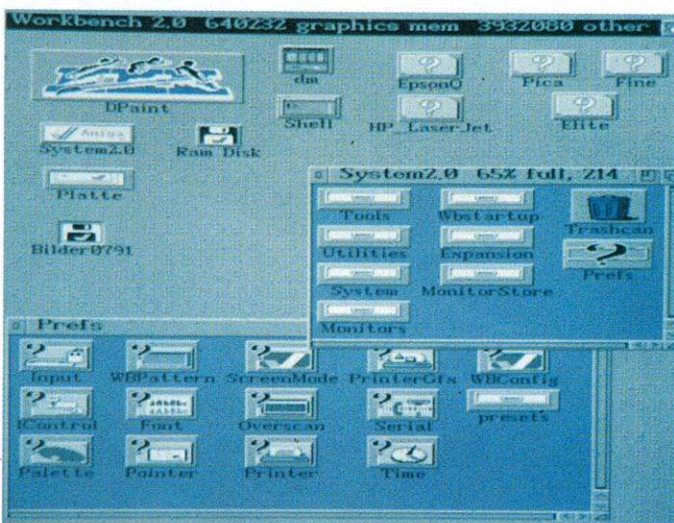 Workbench 2.0 640232 graphics mem 3932080 other
dm EpsonQ Pica Fine
DPaint Shell HP_LaserJet Elite
Amiga
System2.0 Ram Disk
Platte
Bilder0791
System2.0 65% full, 214
Tools Wbstartup Trashcan
Utilities Expansion Prefs
System MonitorStore
Monitors
Prefs
Input WBPattern ScreenMode PrinterGfx WBConfig
IControl Font Overscan Serial presets
Palette Pointer Printer Time